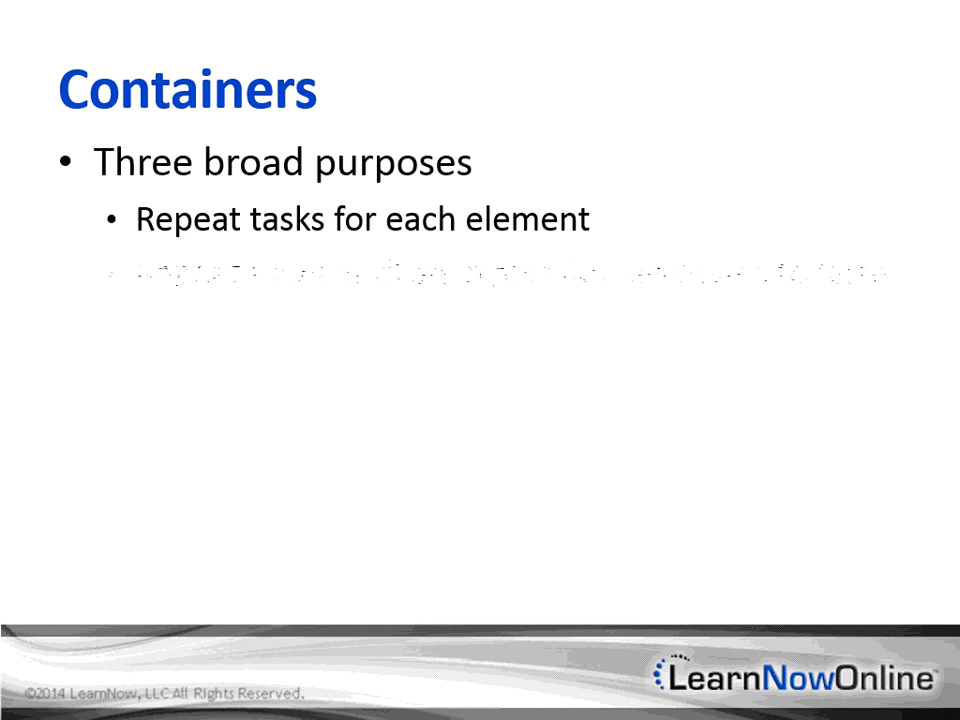 Containers
• Three broad purposes
• Repeat tasks for each element
©2014 LearnNow, LLC All Rights Reserved.
LearnNowOnline